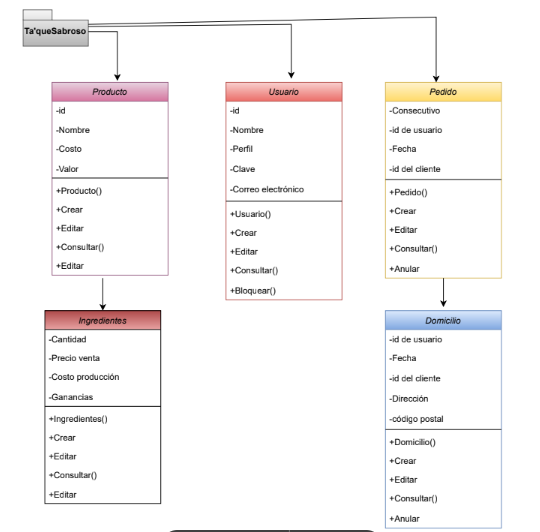 Ta'queSabroso
Producto
-id
-Nombre
-Costo
-Valor
+Producto()
+Crear
+Editar
+Consultar()
+Editar
Usuario
-id
-Nombre
-Perfil
-Clave
-Correo electrónico
+Usuario()
+Crear
+Editar
+Consultar()
+Bloquear()
Pedido
-Consecutivo
-id de usuario
-Fecha
-id del cliente
+Pedido()
+Crear
+Editar
+Consultar()
+Anular
Ingredientes
-Cantidad
-Precio venta
-Costo producción
-Ganancias
+Ingredientes()
+Crear
+Editar
+Consultar()
+Editar
Domicilio
-id de usuario
-Fecha
-id del cliente
-Dirección
-código postal
+Domicilio()
+Crear
+Editar
+Consultar()
+Anular